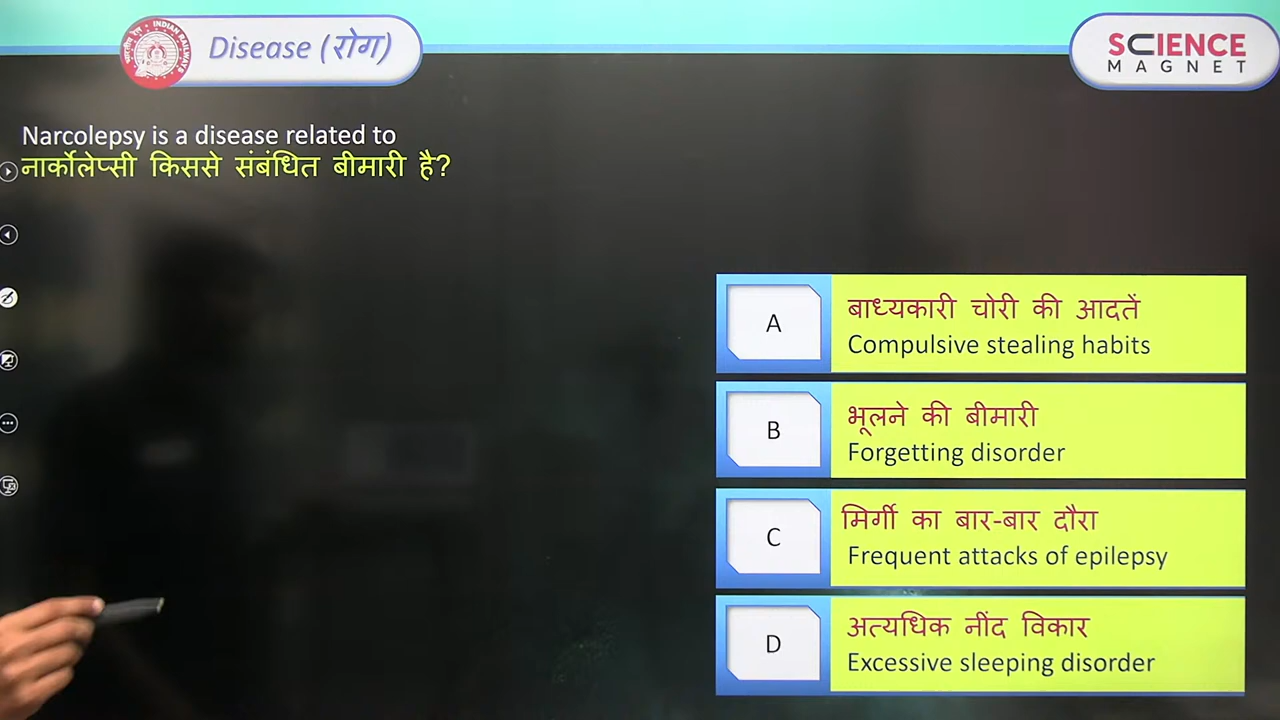 Disease (रोग)
SCIENCE
MAGNET
Narcolepsy is a disease related to
नार्कोलेप्सी किससे संबंधित बीमारी है?
A
बाध्यकारी चोरी की आदतें
Compulsive stealing habits
B
भूलने की बीमारी
Forgetting disorder
C
मिर्गी का बार-बार दौरा
Frequent attacks of epilepsy
D
अत्यधिक नींद विकार
Excessive sleeping disorder